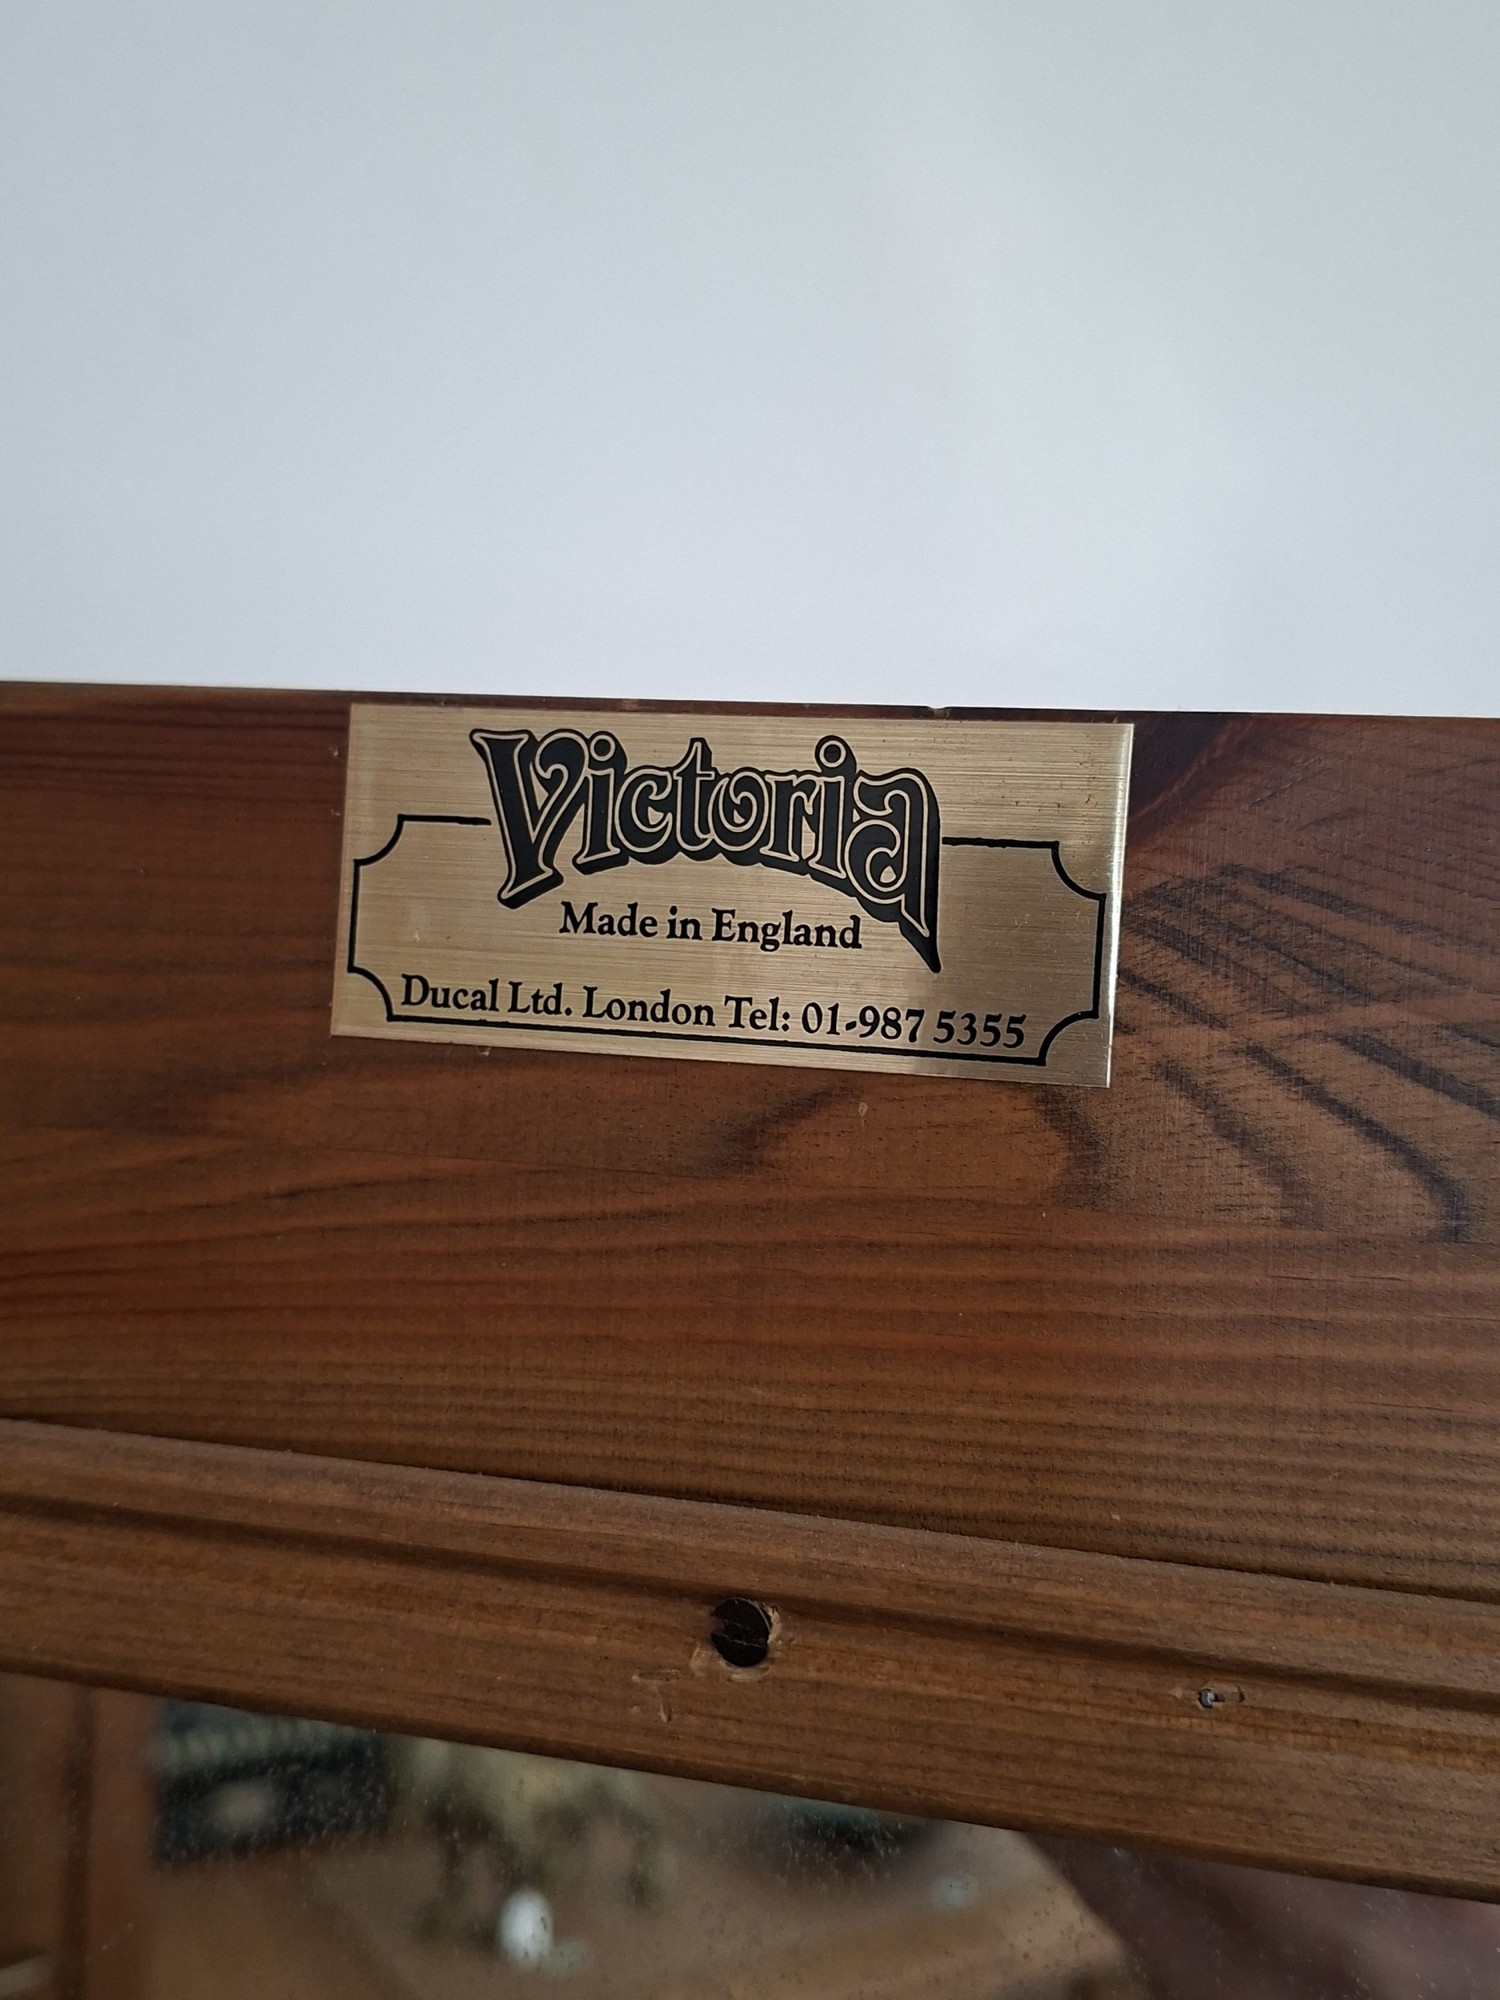 Victoria
Made in England
Ducal Ltd. London Tel: 01-987 5355